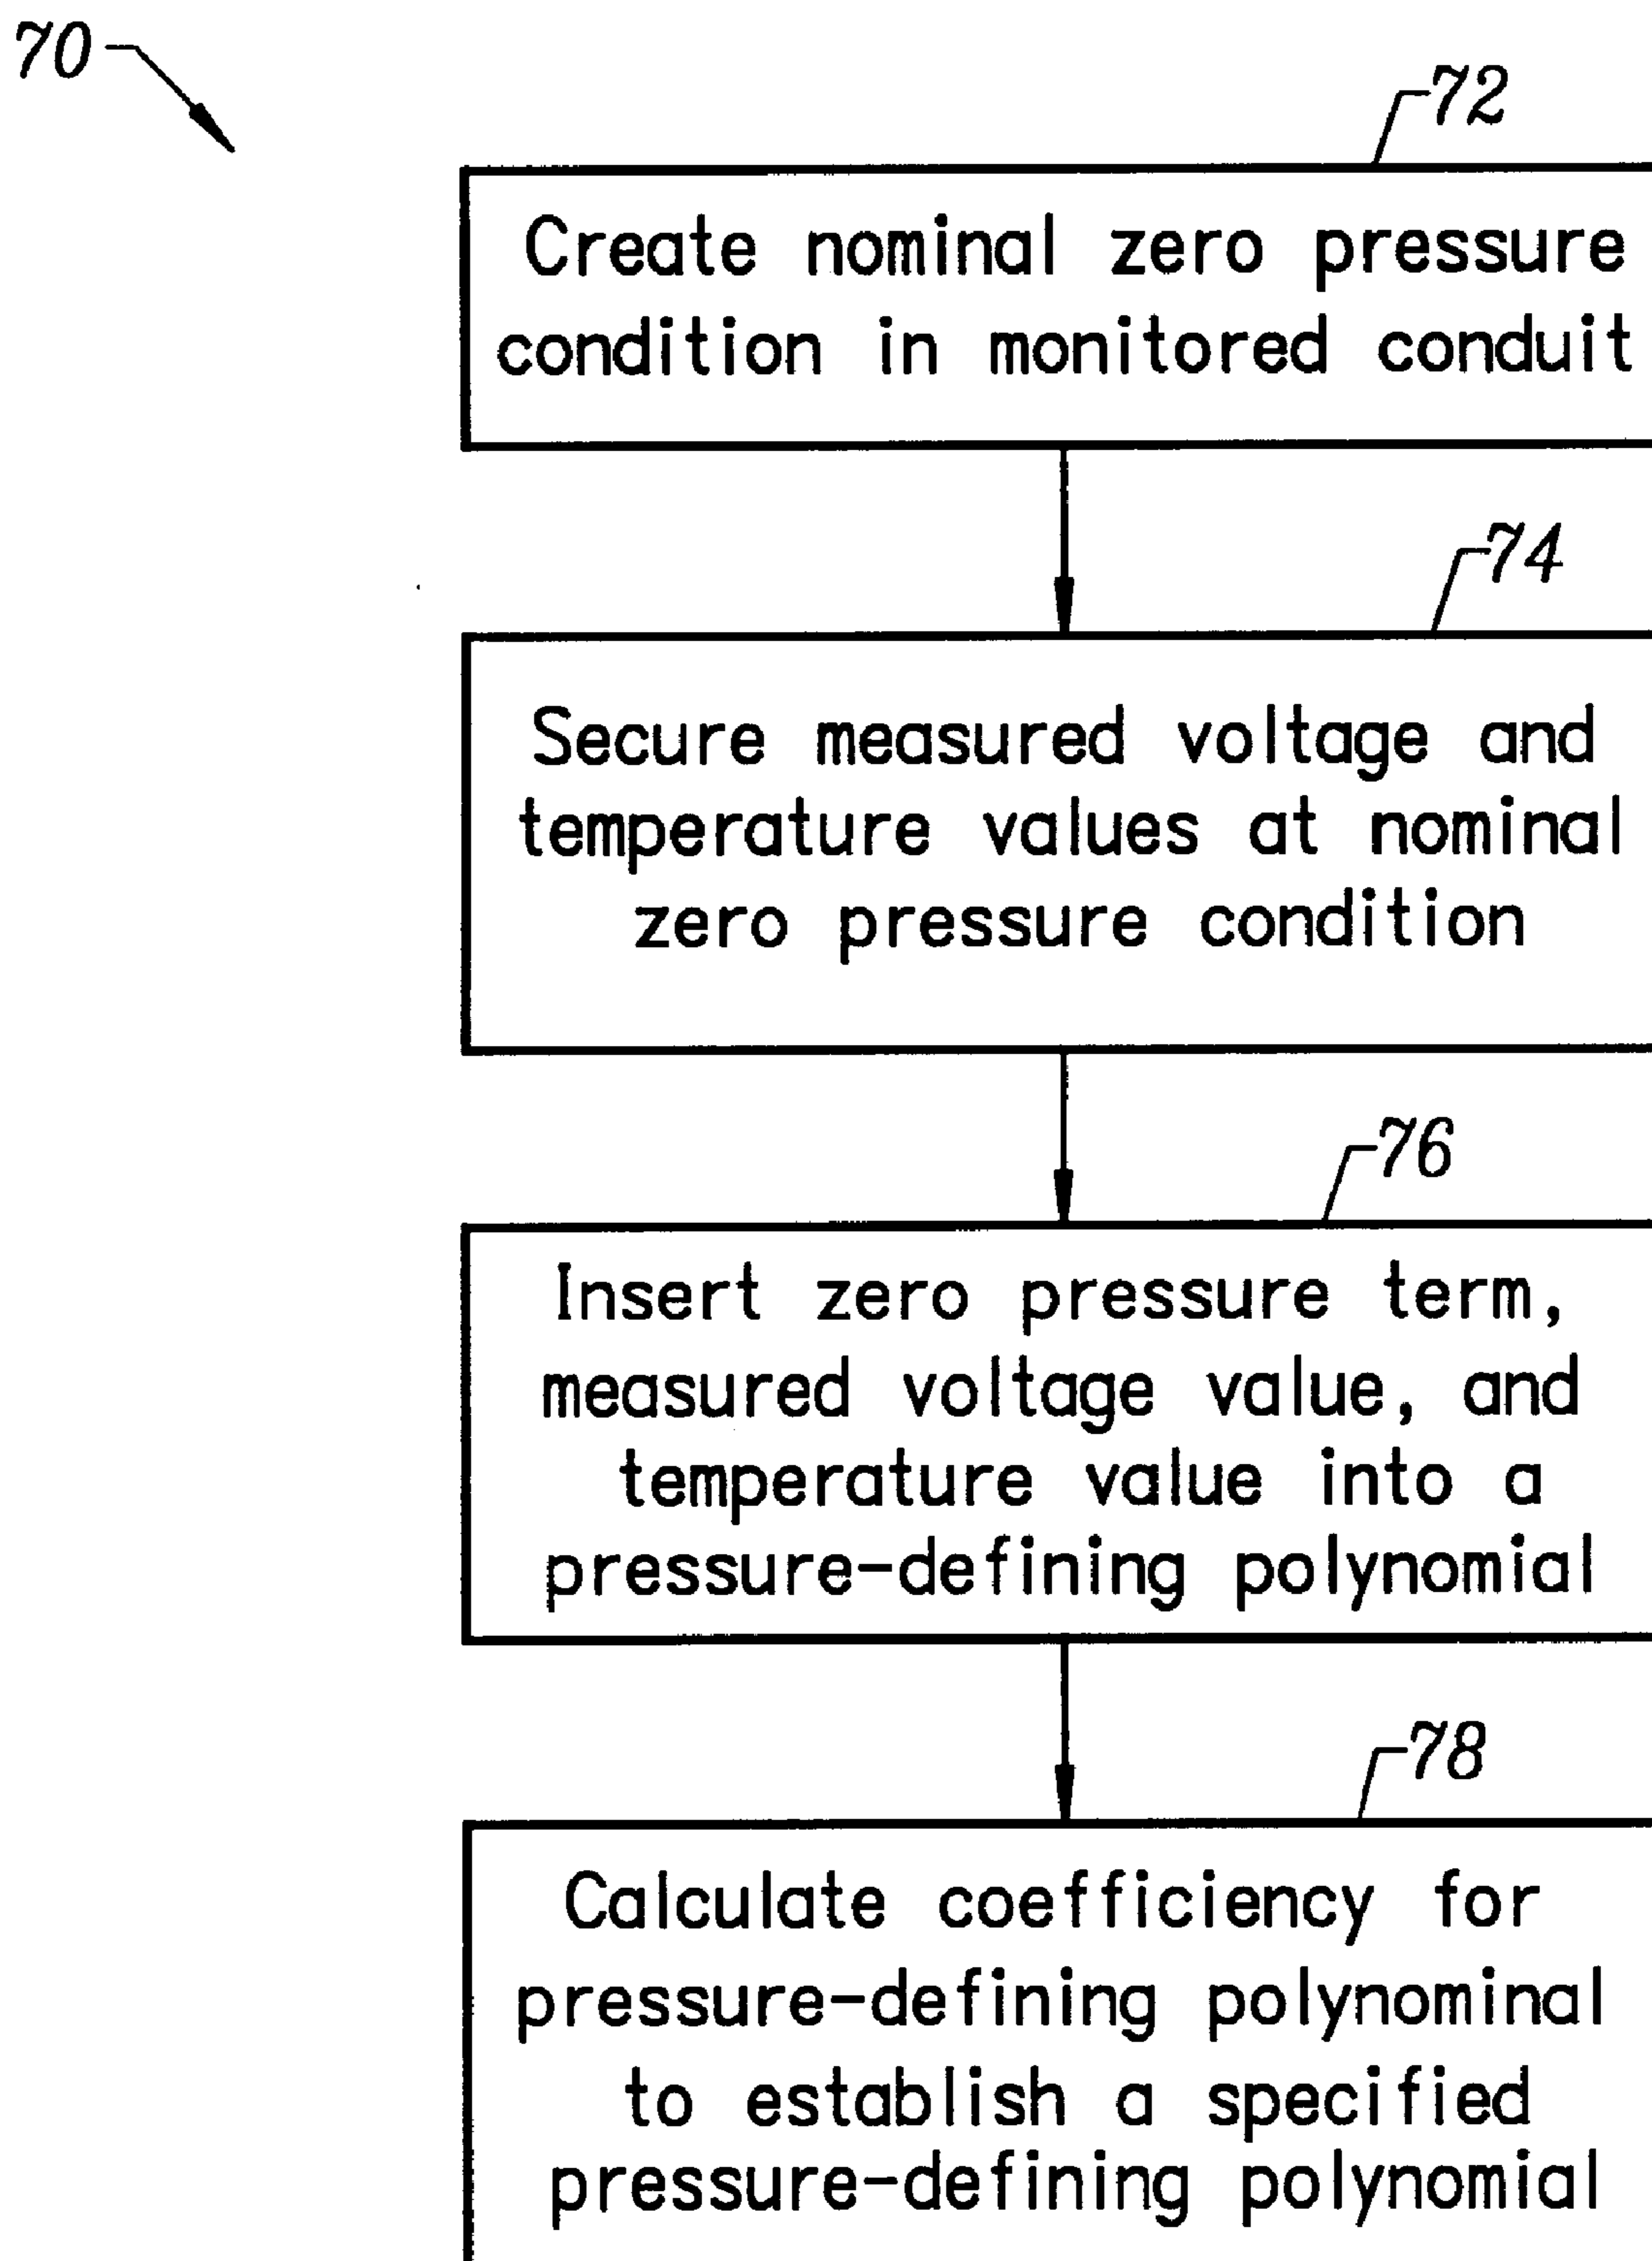 70
72
Create nominal zero pressure
condition in monitored conduit
74
Secure measured voltage and
temperature values at nominal
zero pressure condition
76
Insert zero pressure term,
measured voltage value, and
temperature value into a
pressure-defining polynomial
78
Calculate coefficiency for
pressure-defining polynominal
to establish a specified
pressure-defining polynomial